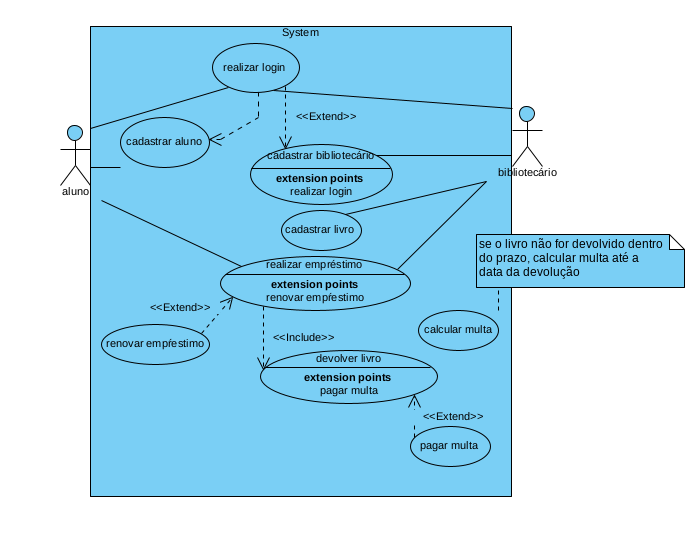 System
realizar login
<<Extend>>
cadastrar aluno
cadastrar bibliotecário
extension points
realizar login
aluno
bibliotecário
cadastrar livro
se o livro não for devolvido dentro
do prazo, calcular multa até a
data da devolução
realizar empréstimo
extension points
renovar empŕestimo
<<Extend>>
calcular multa
renovar empŕestimo
<<Include>>
devolver livro
extension points
pagar multa
<<Extend>>
pagar multa